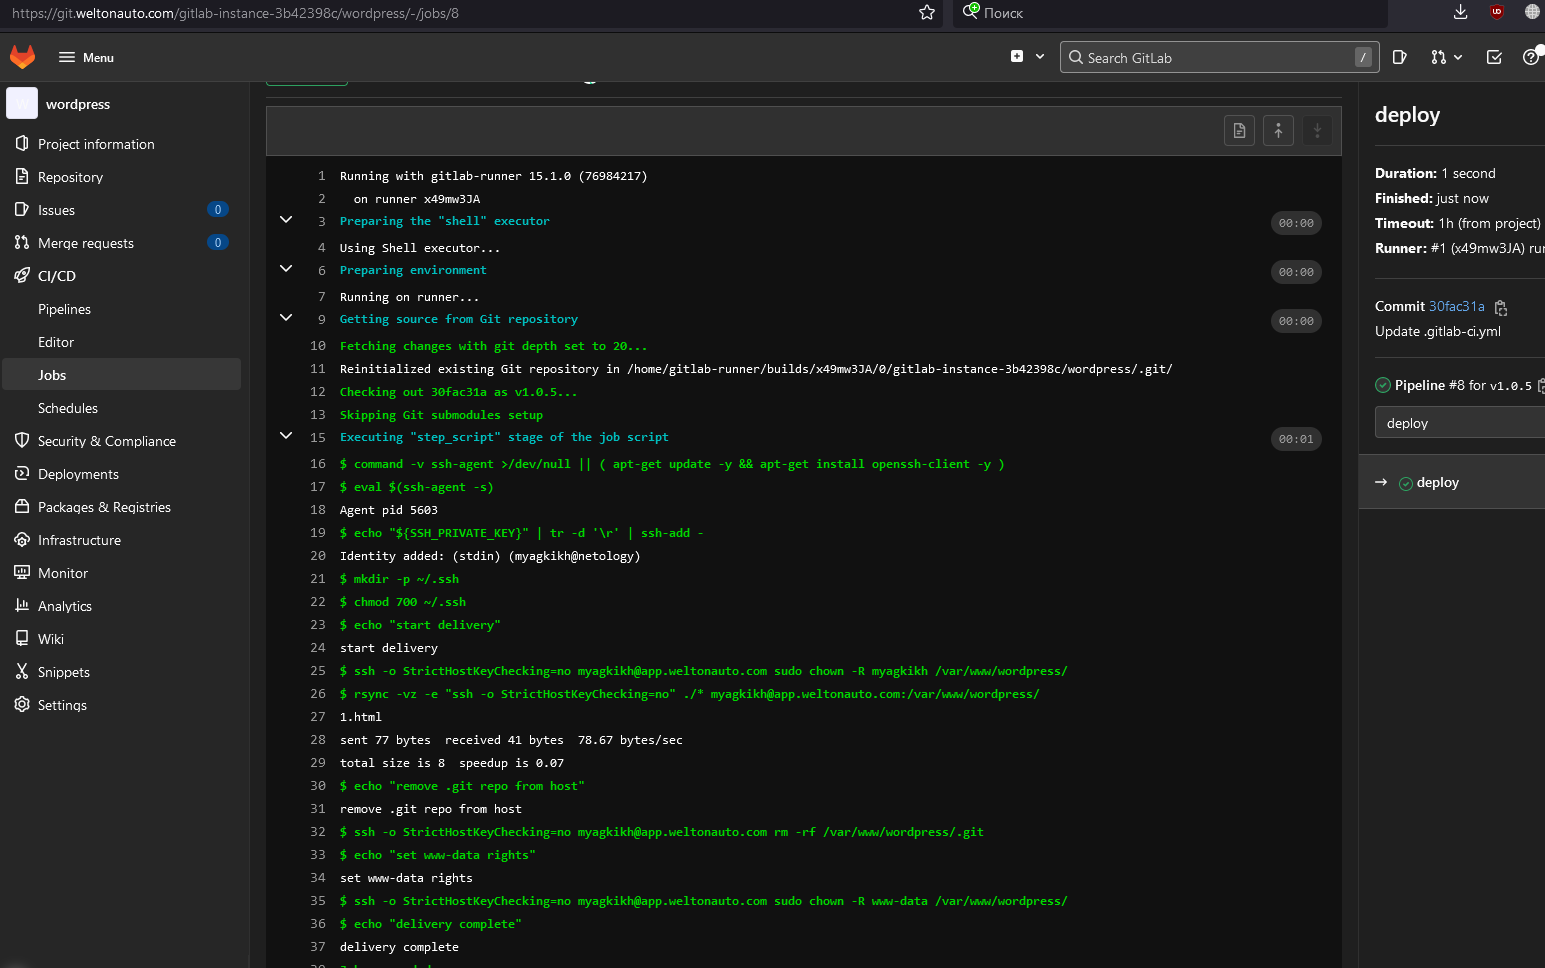 https://git.weltonauto.com/gitlab-instance-3b42398c/wordpress/-/jobs/8
Поиск
Menu
Search GitLab
/
wordpress
Project information
Repository
Issues 0
Merge requests 0
CI/CD
Pipelines
Editor
Jobs
Schedules
Security & Compliance
Deployments
Packages & Registries
Infrastructure
Monitor
Analytics
Wiki
Snippets
Settings
1 Running with gitlab-runner 15.1.0 (76984217)
2 on runner x49mw3JA
3 Preparing the "shell" executor 00:00
4 Using Shell executor...
6 Preparing environment 00:00
7 Running on runner...
9 Getting source from Git repository 00:00
10 Fetching changes with git depth set to 20...
11 Reinitialized existing Git repository in /home/gitlab-runner/builds/x49mw3JA/0/gitlab-instance-3b42398c/wordpress/.git/
12 Checking out 30fac31a as v1.0.5...
13 Skipping Git submodules setup
15 Executing "step_script" stage of the job script 00:01
16 $ command -v ssh-agent >/dev/null || ( apt-get update -y && apt-get install openssh-client -y )
17 $ eval $(ssh-agent -s)
18 Agent pid 5603
19 $ echo "${SSH_PRIVATE_KEY}" | tr -d '\r' | ssh-add -
20 Identity added: (stdin) (myagkikh@netology)
21 $ mkdir -p ~/.ssh
22 $ chmod 700 ~/.ssh
23 $ echo "start delivery"
24 start delivery
25 $ ssh -o StrictHostKeyChecking=no myagkikh@app.weltonauto.com sudo chown -R myagkikh /var/www/wordpress/
26 $ rsync -vz -e "ssh -o StrictHostKeyChecking=no" ./* myagkikh@app.weltonauto.com:/var/www/wordpress/
27 1.html
28 sent 77 bytes  received 41 bytes  78.67 bytes/sec
29 total size is 8  speedup is 0.07
30 $ echo "remove .git repo from host"
31 remove .git repo from host
32 $ ssh -o StrictHostKeyChecking=no myagkikh@app.weltonauto.com rm -rf /var/www/wordpress/.git
33 $ echo "set www-data rights"
34 set www-data rights
35 $ ssh -o StrictHostKeyChecking=no myagkikh@app.weltonauto.com sudo chown -R www-data /var/www/wordpress/
36 $ echo "delivery complete"
37 delivery complete
deploy
Duration: 1 second
Finished: just now
Timeout: 1h (from project)
Runner: #1 (x49mw3JA) run
Commit 30fac31a
Update .gitlab-ci.yml
Pipeline #8 for v1.0.5
deploy
→ deploy